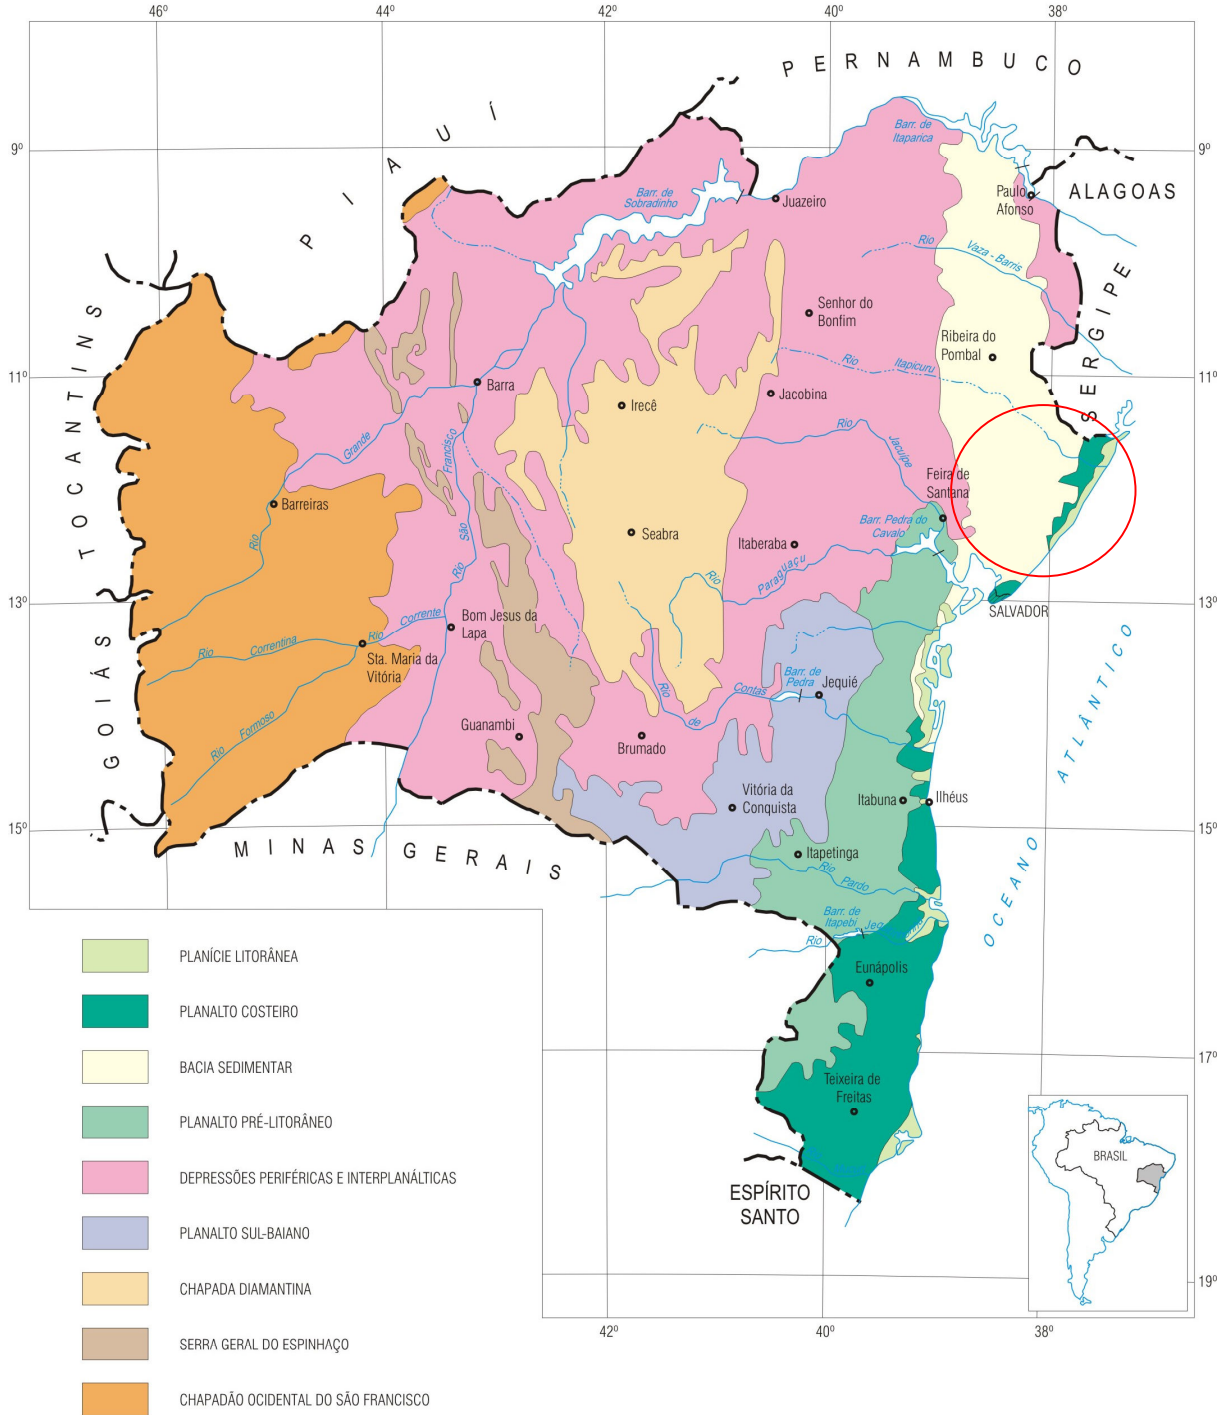 46º
44º
42º
40º
38º
PERNAMBUCO
PIAUÍ
9º
9º
Barr. de
Itaparica
Paulo
Afonso
ALAGOAS
Barr. de
Sobradinho
Juazeiro
Rio
Vaza - Barris
SERGIPE
Senhor do
Bonfim
Ribeira do
Pombal
TOCANTINS
11º
11º
Rio
Itapicuru
Barra
Irecê
Jacobina
Rio
Grande
Rio
Jacuipe
São
Francisco
Rio
Feira de
Santana
Barreiras
Seabra
Itaberaba
Barr. Pedra do
Cavalo
Rio
Paraguaçu
13º
13º
SALVADOR
GOIÁS
Bom Jesus da
Lapa
Rio
Corrente
Rio
Correntina
Sta. Maria da
Vitória
Barr. de
Pedra
Jequié
Rio
de
Contas
Rio
Formoso
Guanambi
Brumado
OCEANO ATLÂNTICO
Vitória da
Conquista
Itabuna
Ilhéus
15º
15º
MINAS GERAIS
Itapetinga
Rio
Pardo
Barr. de
Itapebi
Rio
Eunápolis
17º
Teixeira de
Freitas
ESPÍRITO
SANTO
BRASIL
19º
42º
40º
38º
PLANÍCIE LITORÂNEA
PLANALTO COSTEIRO
BACIA SEDIMENTAR
PLANALTO PRÉ-LITORÂNEO
DEPRESSÕES PERIFÉRICAS E INTERPLANÁLTICAS
PLANALTO SUL-BAIANO
CHAPADA DIAMANTINA
SERRA GERAL DO ESPINHAÇO
CHAPADÃO OCIDENTAL DO SÃO FRANCISCO